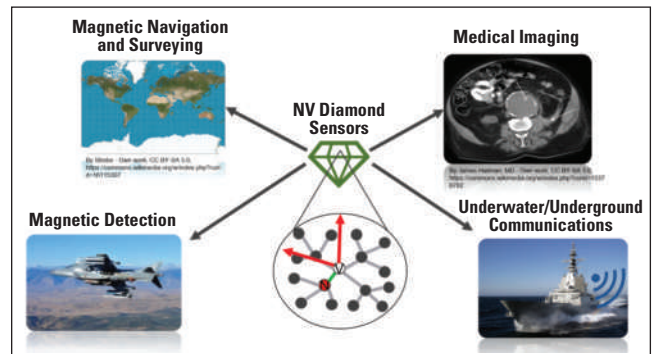 Magnetic Navigation
and Surveying
Medical Imaging
NV Diamond
Sensors
Magnetic Detection
Underwater/Underground
Communications
V
N